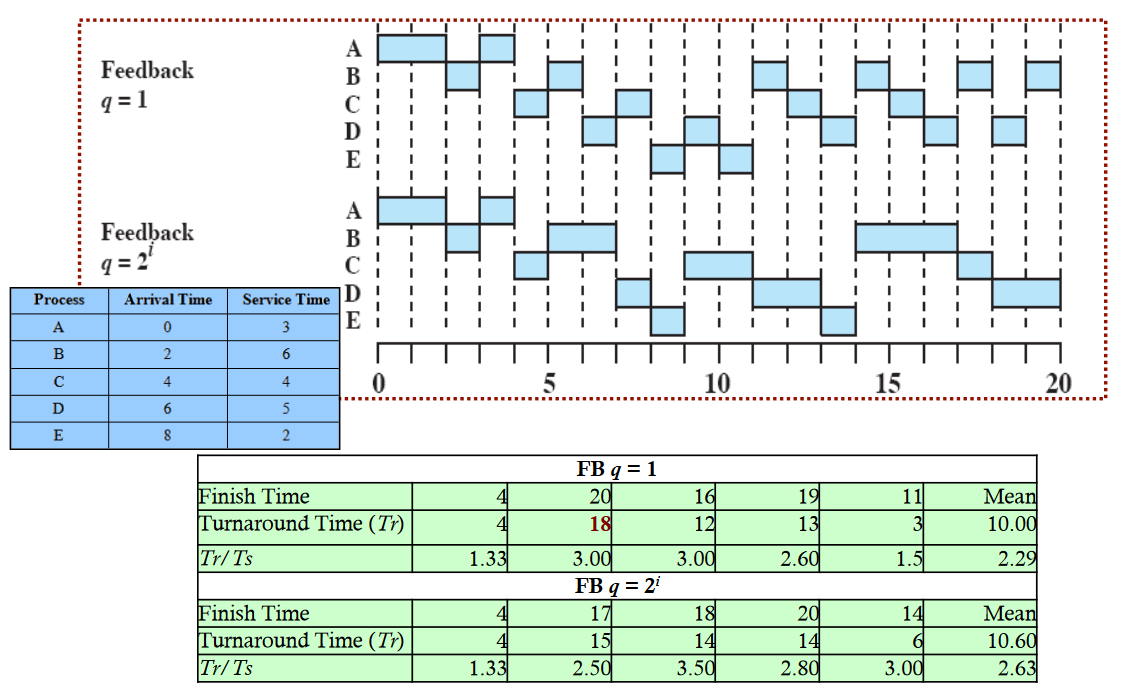 Feedback
q = 1
A
B
C
D
E
Feedback
q = 2^i
A
B
C
D
E
0 5 10 15 20
Process Arrival Time Service Time
A 0 3
B 2 6
C 4 4
D 6 5
E 8 2
FB q = 1
Finish Time 4 20 16 19 11 Mean
Turnaround Time (Tr) 4 18 12 13 3 10.00
Tr/Ts 1.33 3.00 3.00 2.60 1.5 2.29
FB q = 2^i
Finish Time 4 17 18 20 14 Mean
Turnaround Time (Tr) 4 15 14 14 6 10.60
Tr/Ts 1.33 2.50 3.50 2.80 3.00 2.63